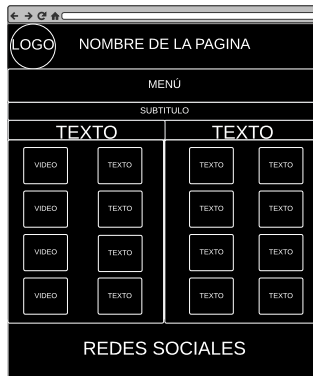 LOGO NOMBRE DE LA PAGINA
MENÚ
SUBTITULO
TEXTO TEXTO
VIDEO TEXTO TEXTO TEXTO
VIDEO TEXTO TEXTO TEXTO
VIDEO TEXTO TEXTO TEXTO
VIDEO TEXTO TEXTO TEXTO
REDES SOCIALES